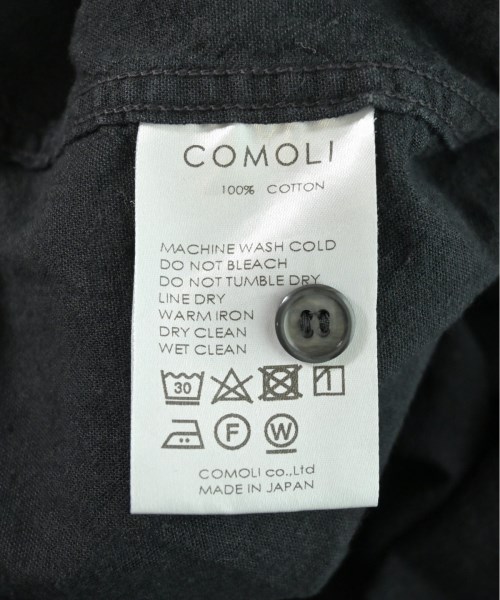 COMOLI
100% COTTON
MACHINE WASH COLD
DO NOT BLEACH
DO NOT TUMBLE DRY
LINE DRY
WARM IRON
DRY CLEAN
WET CLEAN
30
F W
COMOLI co.,Ltd
MADE IN JAPAN